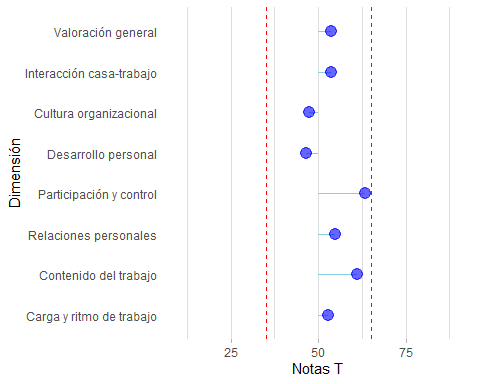 Valoración general
Interacción casa-trabajo
Cultura organizacional
Desarrollo personal
Participación y control
Relaciones personales
Contenido del trabajo
Carga y ritmo de trabajo
Dimensión
25 50 75
Notas T